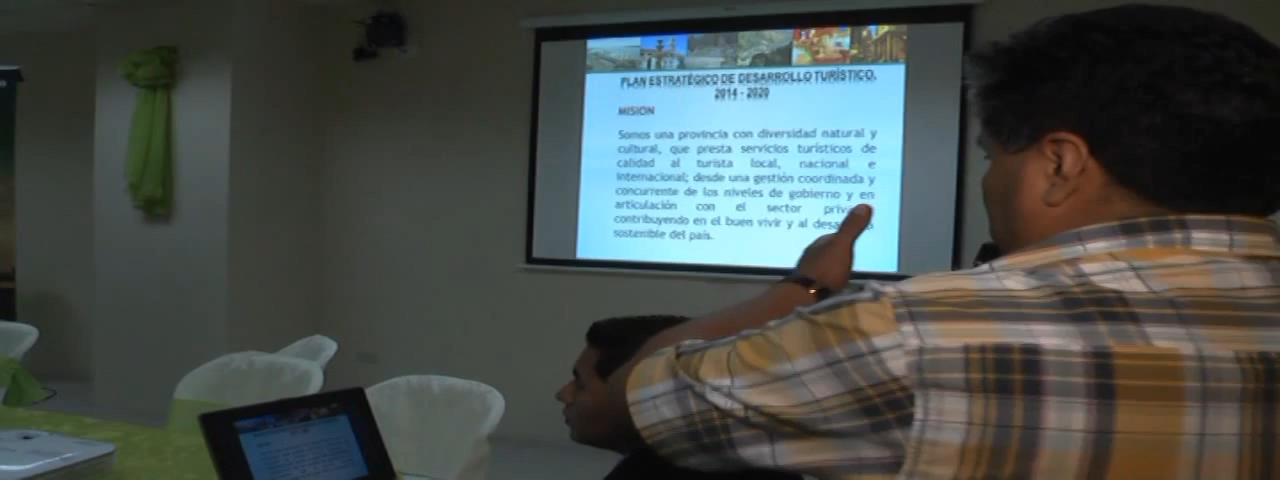 PLAN ESTRATÉGICO DE DESARROLLO TURÍSTICO.
2014 - 2020
MISION
Somos una provincia con diversidad natural y
cultural, que presta servicios turísticos de
calidad al turista local, nacional e
internacional; desde una gestión coordinada y
concurrente de los niveles de gobierno y en
articulación con el sector
contribuyendo en el buen vivir y al
sostenible del país.